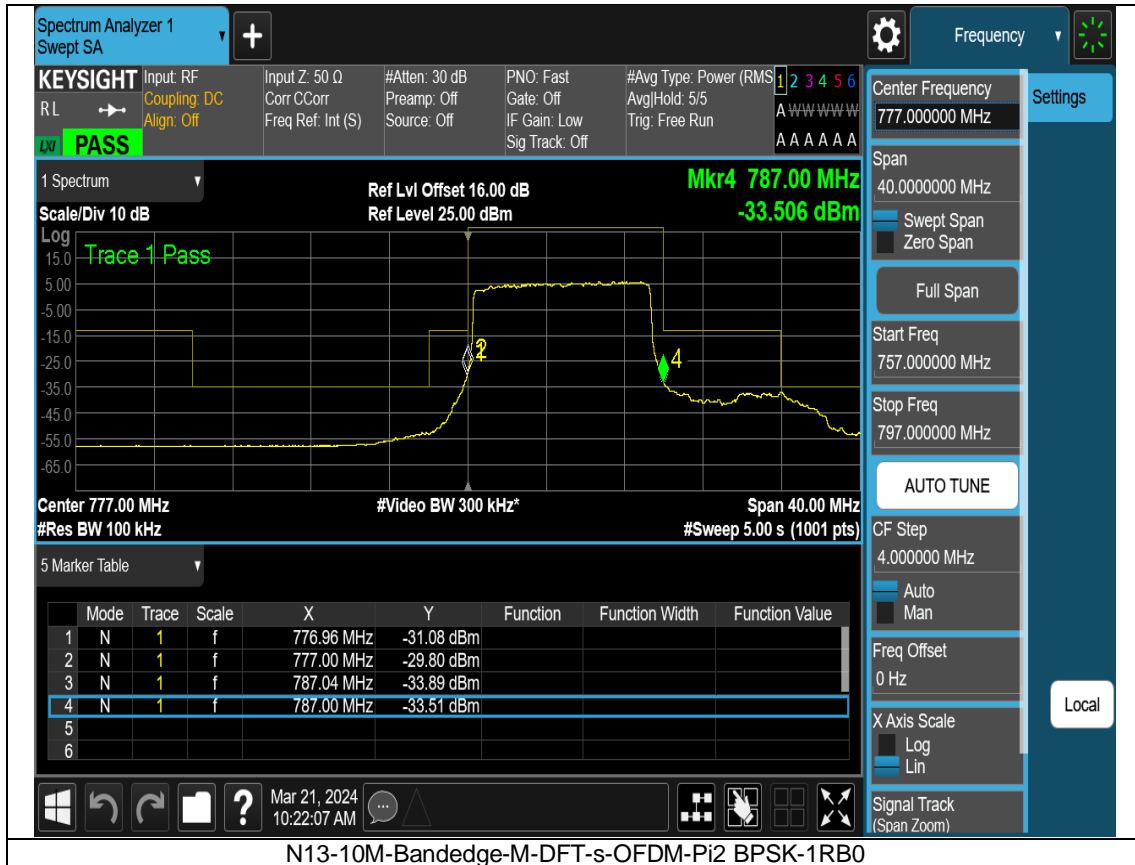 Spectrum Analyzer 1
Swept SA
Frequency
KEYSIGHT
R L
LXI PASS
Input: RF
Coupling: DC
Align: Off
Input Z: 50 Ω
Corr CCorr
Freq Ref: Int (S)
#Atten: 30 dB
Preamp: Off
Source: Off
PNO: Fast
Gate: Off
IF Gain: Low
Sig Track: Off
#Avg Type: Power (RMS
Avg|Hold: 5/5
Trig: Free Run
1 2 3 4 5 6
A W W W W W
A A A A A A
1 Spectrum
Scale/Div 10 dB
Ref Lvl Offset 16.00 dB
Ref Level 25.00 dBm
Mkr4 787.00 MHz
-33.506 dBm
Log
Trace 1 Pass
15.0
5.00
-5.00
-15.0
-25.0
-35.0
-45.0
-55.0
-65.0
2
4
Center 777.00 MHz
#Video BW 300 kHz*
Span 40.00 MHz
#Res BW 100 kHz
#Sweep 5.00 s (1001 pts)
5 Marker Table
Mode Trace Scale X Y Function Function Width Function Value
1 N 1 f 776.96 MHz -31.08 dBm
2 N 1 f 777.00 MHz -29.80 dBm
3 N 1 f 787.04 MHz -33.89 dBm
4 N 1 f 787.00 MHz -33.51 dBm
5
6
Mar 21, 2024
10:22:07 AM
?
Center Frequency
777.000000 MHz
Settings
Span
40.0000000 MHz
Swept Span
Zero Span
Full Span
Start Freq
757.000000 MHz
Stop Freq
797.000000 MHz
AUTO TUNE
CF Step
4.000000 MHz
Auto
Man
Freq Offset
0 Hz
Local
X Axis Scale
Log
Lin
Signal Track
(Span Zoom)
N13-10M-Bandedge-M-DFT-s-OFDM-Pi2 BPSK-1RB0